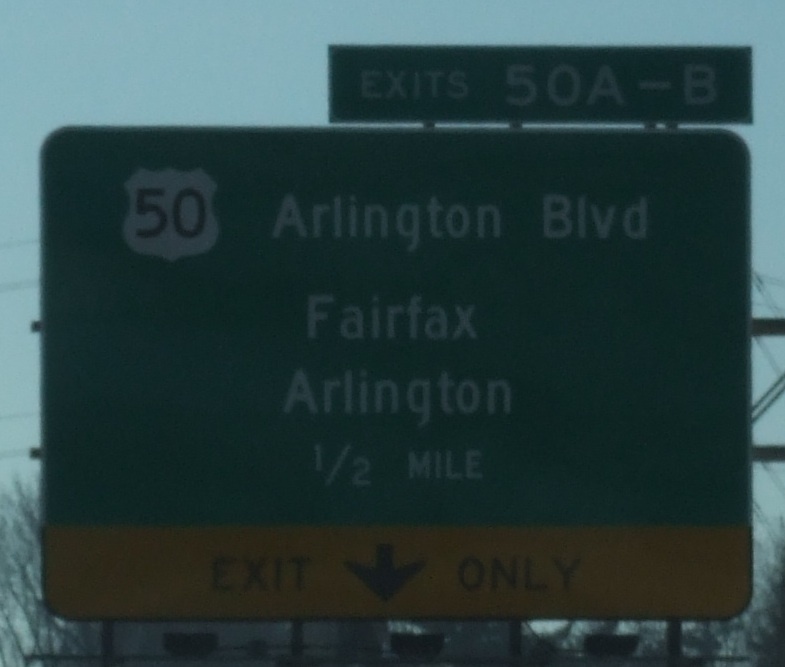 EXITS 50A-B
50 Arlington Blvd
Fairfax
Arlington
1/2 MILE
EXIT ONLY